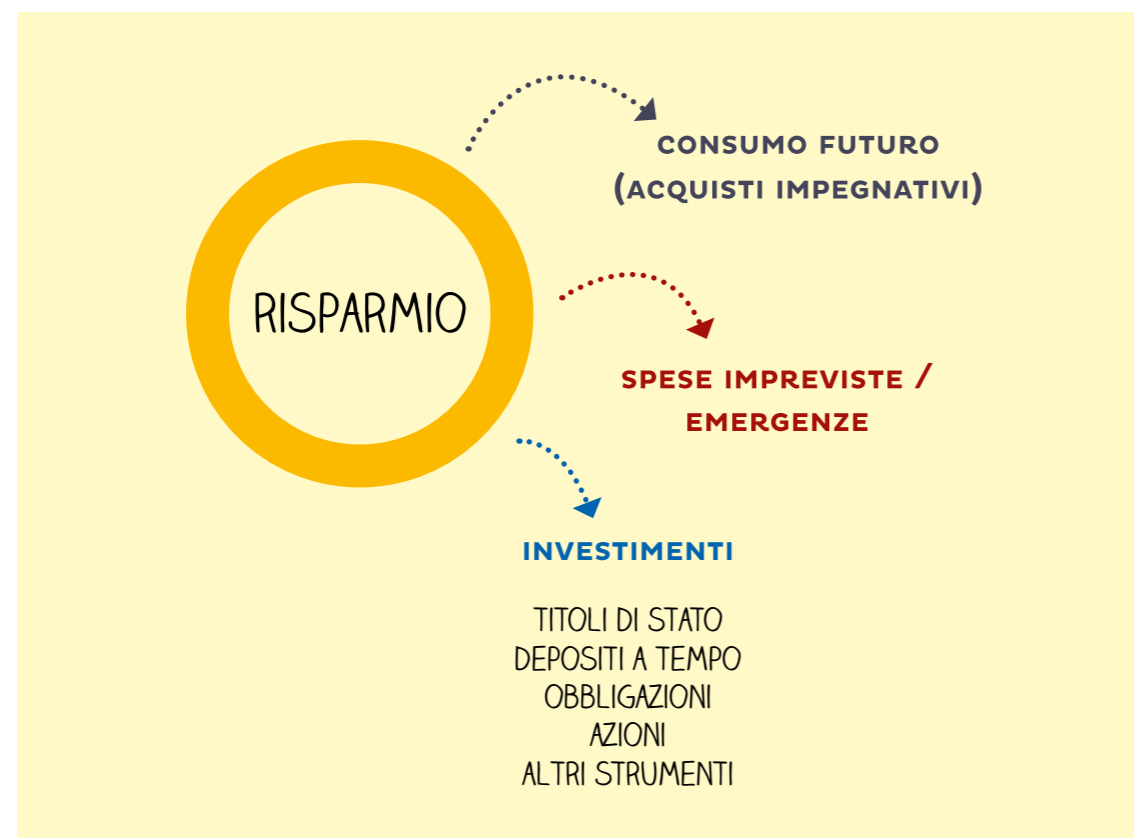 CONSUMO FUTURO
(ACQUISTI IMPEGNATIVI)
RISPARMIO
SPESE IMPREVISTE /
EMERGENZE
INVESTIMENTI
TITOLI DI STATO
DEPOSITI A TEMPO
OBBLIGAZIONI
AZIONI
ALTRI STRUMENTI